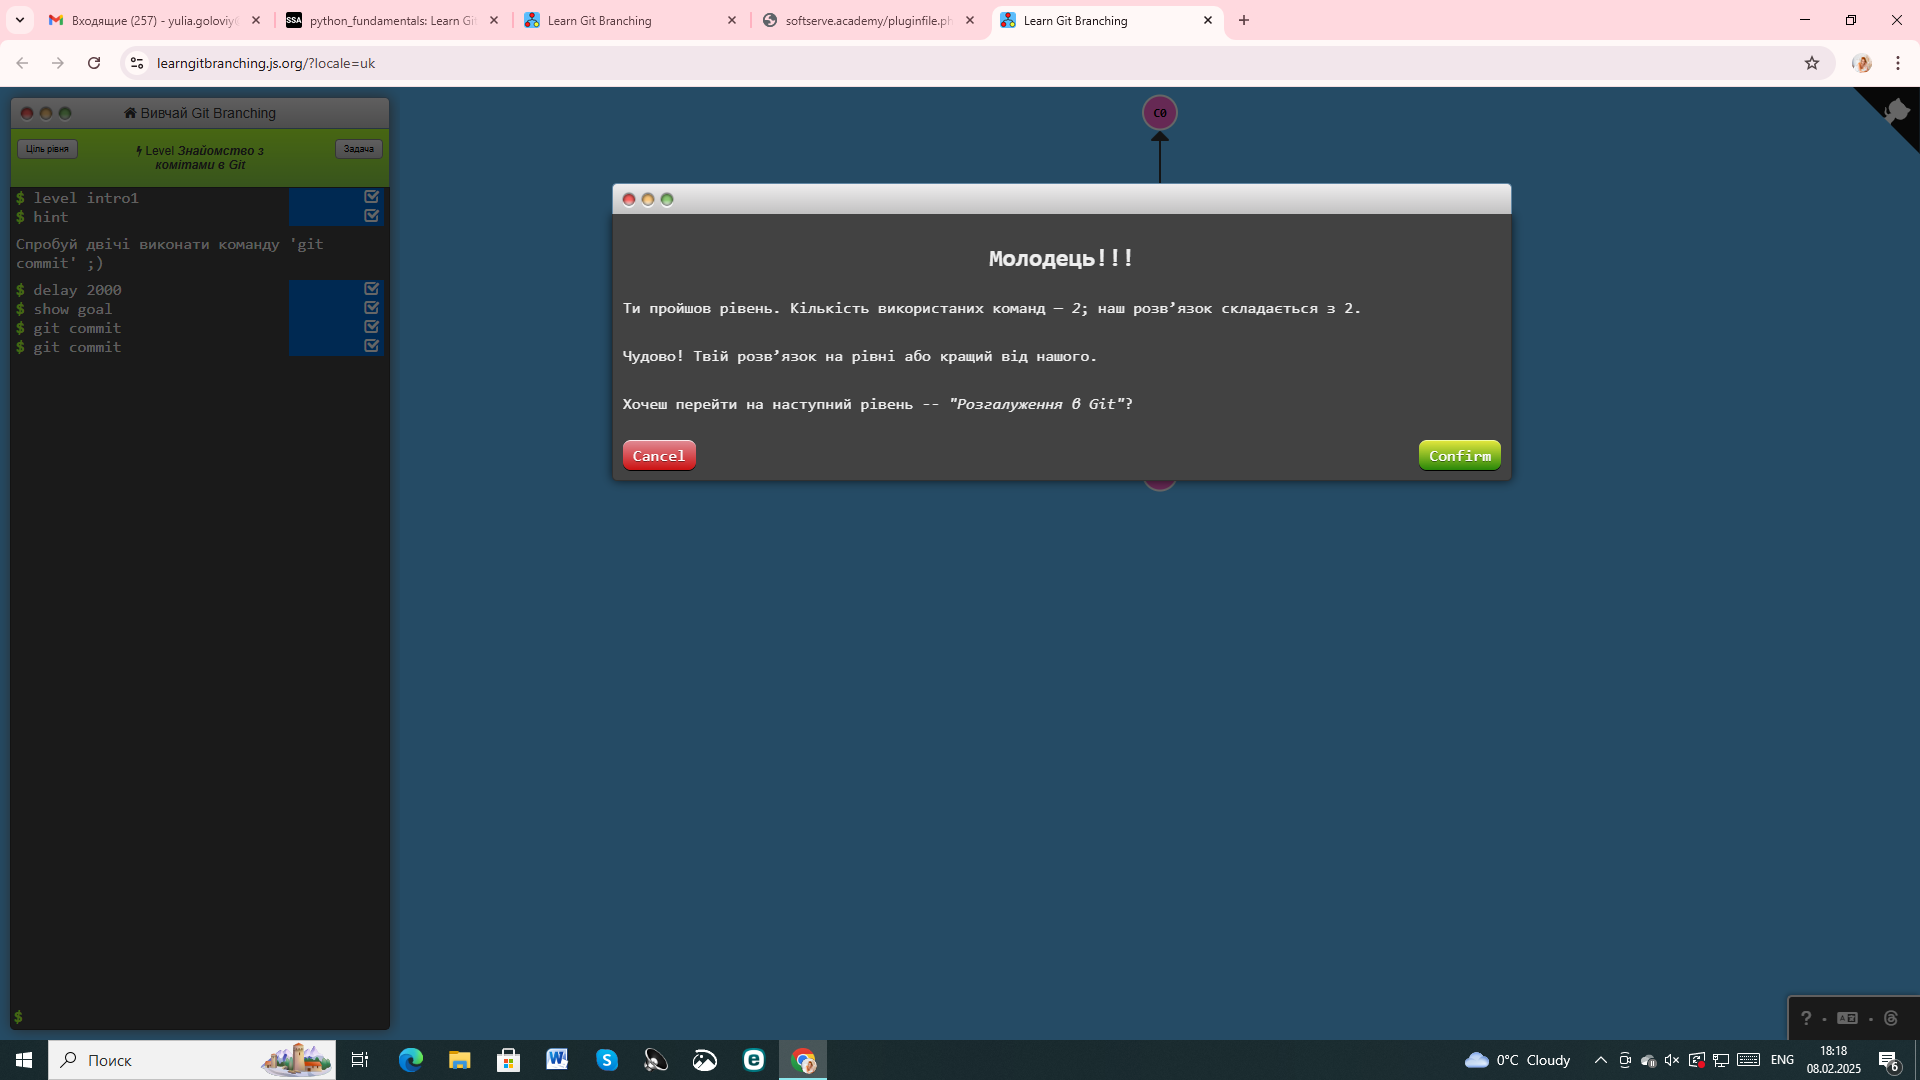 Входящие (257) - yulia.goloviy
python_fundamentals: Learn Git
Learn Git Branching
softserve.academy/pluginfile.ph
Learn Git Branching
learngitbranching.js.org/?locale=uk
Вивчай Git Branching
Ціль рівня
Level Знайомство з
комітами в Git
Задача
$ level intro1
$ hint
Спробуй двічі виконати команду 'git
commit' ;)
$ delay 2000
$ show goal
$ git commit
$ git commit
$
C0
Молодець!!!
Ти пройшов рівень. Кількість використаних команд — 2; наш розв’язок складається з 2.
Чудово! Твій розв’язок на рівні або кращий від нашого.
Хочеш перейти на наступний рівень -- "Розгалуження в Git"?
Cancel
Confirm
?
Поиск
0°C Cloudy
ENG
18:18
08.02.2025
6